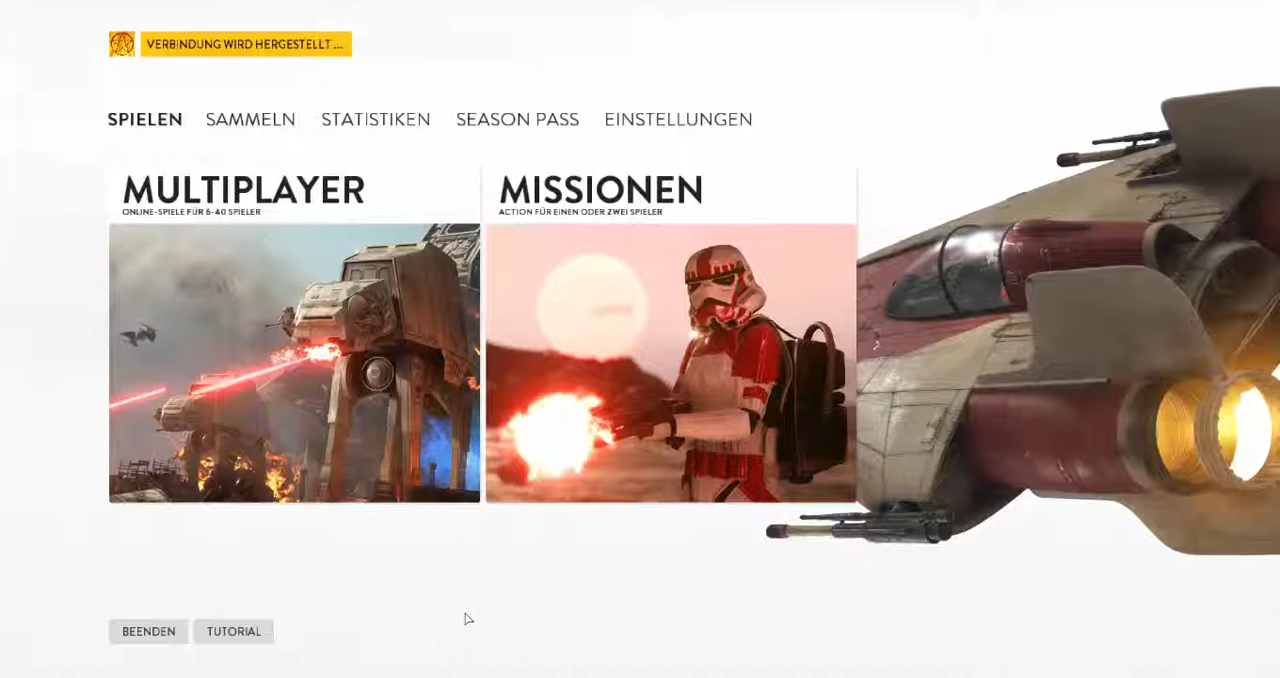 VERBINDUNG WIRD HERGESTELLT ...
SPIELEN SAMMELN STATISTIKEN SEASON PASS EINSTELLUNGEN
MULTIPLAYER
ONLINE-SPIELE FÜR 6-40 SPIELER
MISSIONEN
ACTION FÜR EINEN ODER ZWEI SPIELER
BEENDEN TUTORIAL